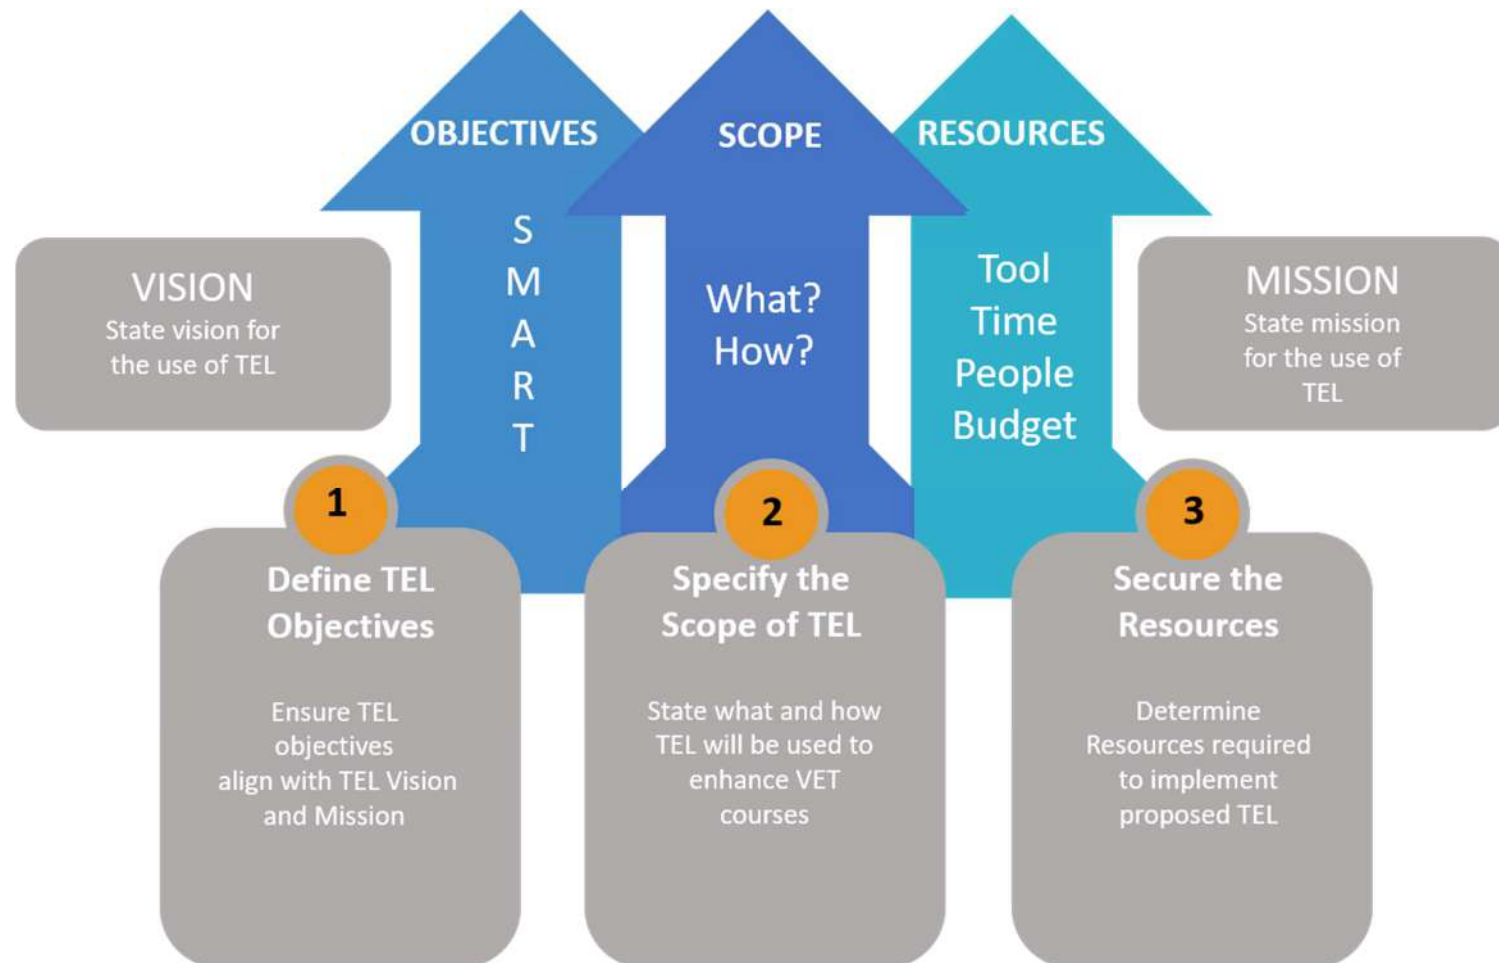 OBJECTIVES
S
M
A
R
T
SCOPE
What?
How?
RESOURCES
Tool
Time
People
Budget
VISION
State vision for
the use of TEL
MISSION
State mission
for the use of
TEL
1
Define TEL
Objectives
Ensure TEL
objectives
align with TEL Vision
and Mission
2
Specify the
Scope of TEL
State what and how
TEL will be used to
enhance VET
courses
3
Secure the
Resources
Determine
Resources required
to implement
proposed TEL